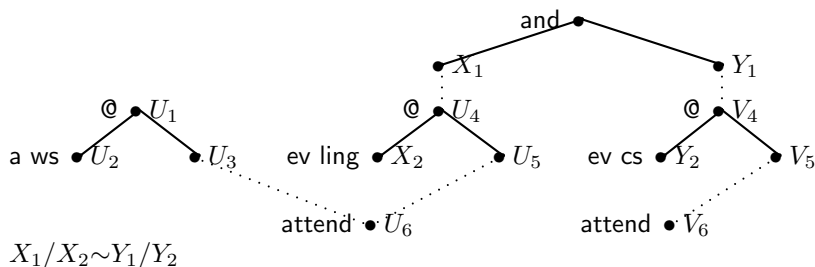 and
X₁ Y₁
@ U₁ @ U₄ @ V₄
a ws U₂ U₃ ev ling X₂ U₅ ev cs Y₂ V₅
attend U₆ attend V₆
X₁/X₂~Y₁/Y₂